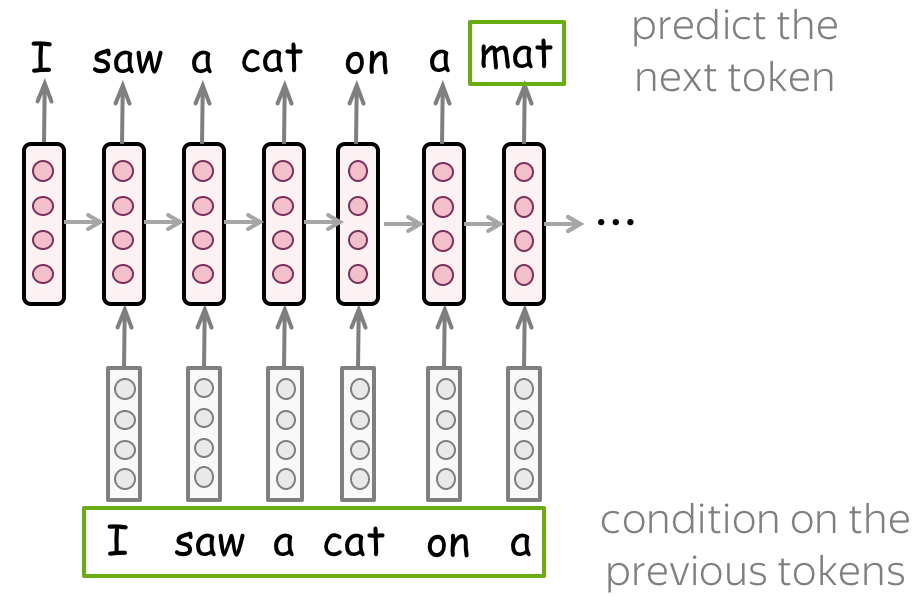 I saw a cat on a mat
predict the
next token
...
I saw a cat on a
condition on the
previous tokens